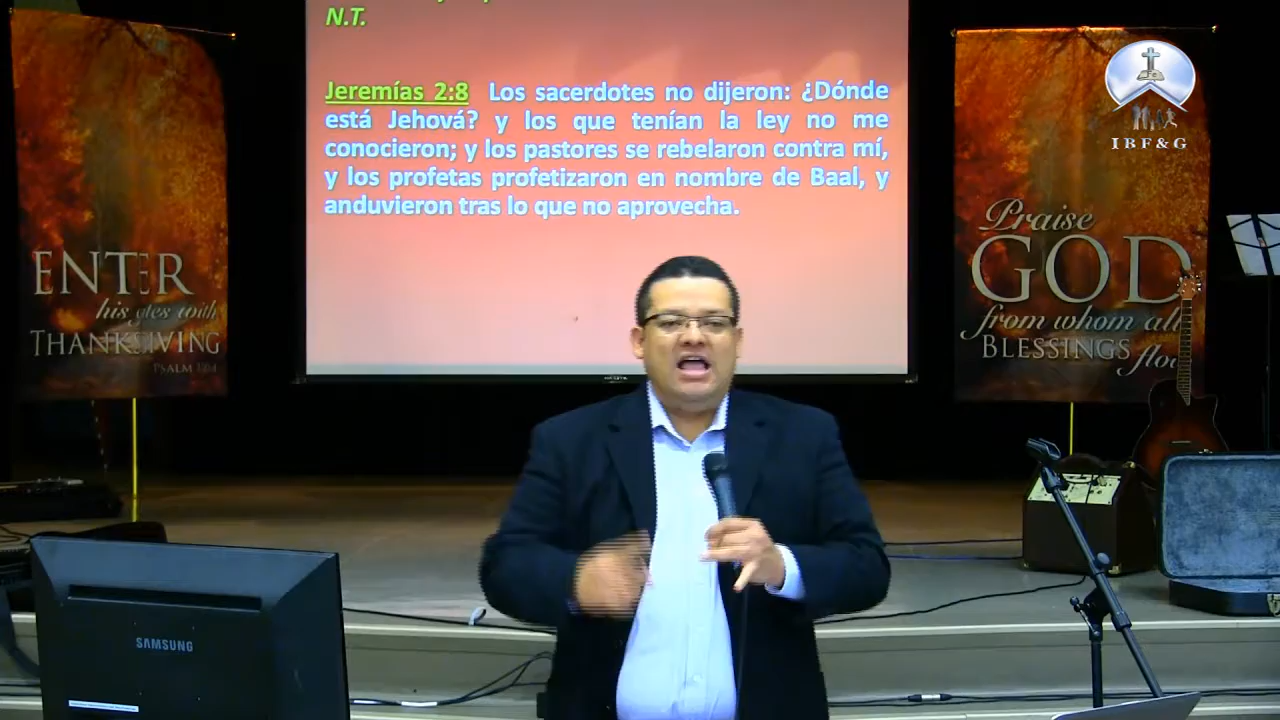 N.T.
Jeremías 2:8 Los sacerdotes no dijeron: ¿Dónde
está Jehová? y los que tenían la ley no me
conocieron; y los pastores se rebelaron contra mí,
y los profetas profetizaron en nombre de Baal, y
anduvieron tras lo que no aprovecha.
ENTER
his gates with
THANKSGIVING
PSALM
Praise
GOD
from whom all
BLESSINGS
IBF&G
SAMSUNG